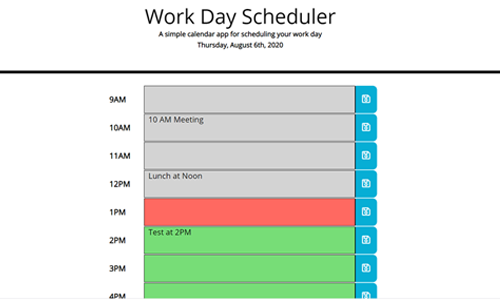 Work Day Scheduler
A simple calendar app for scheduling your work day
Thursday, August 6th, 2020
9AM
10AM 10 AM Meeting
11AM
12PM Lunch at Noon
1PM
2PM Test at 2PM
3PM
4PM